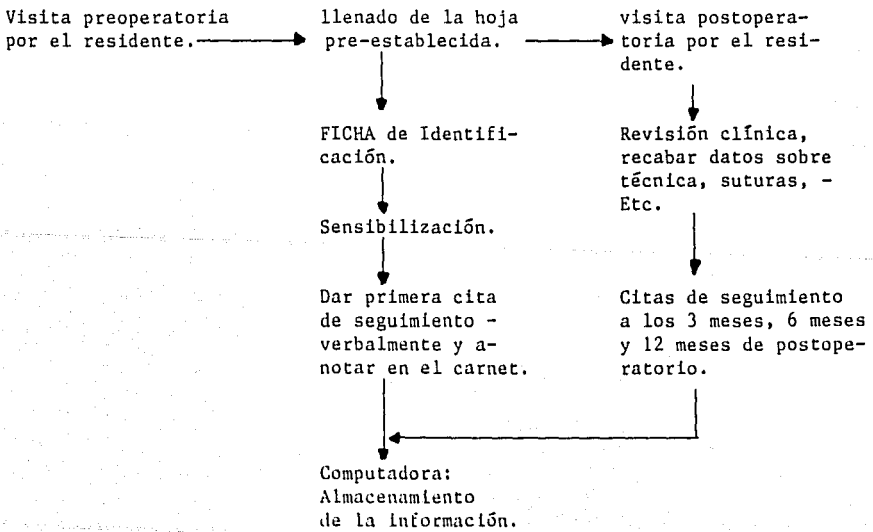 Visita preoperatoria
por el residente.
llenado de la hoja
pre-establecida.
visita postopera-
toria por el resi-
dente.
FICHA de Identifi-
cación.
Sensibilización.
Dar primera cita
de seguimiento -
verbalmente y a-
notar en el carnet.
Revisión clínica,
recabar datos sobre
técnica, suturas, -
Etc.
Citas de seguimiento
a los 3 meses, 6 meses
y 12 meses de postope-
ratorio.
Computadora:
Almacenamiento
de la información.